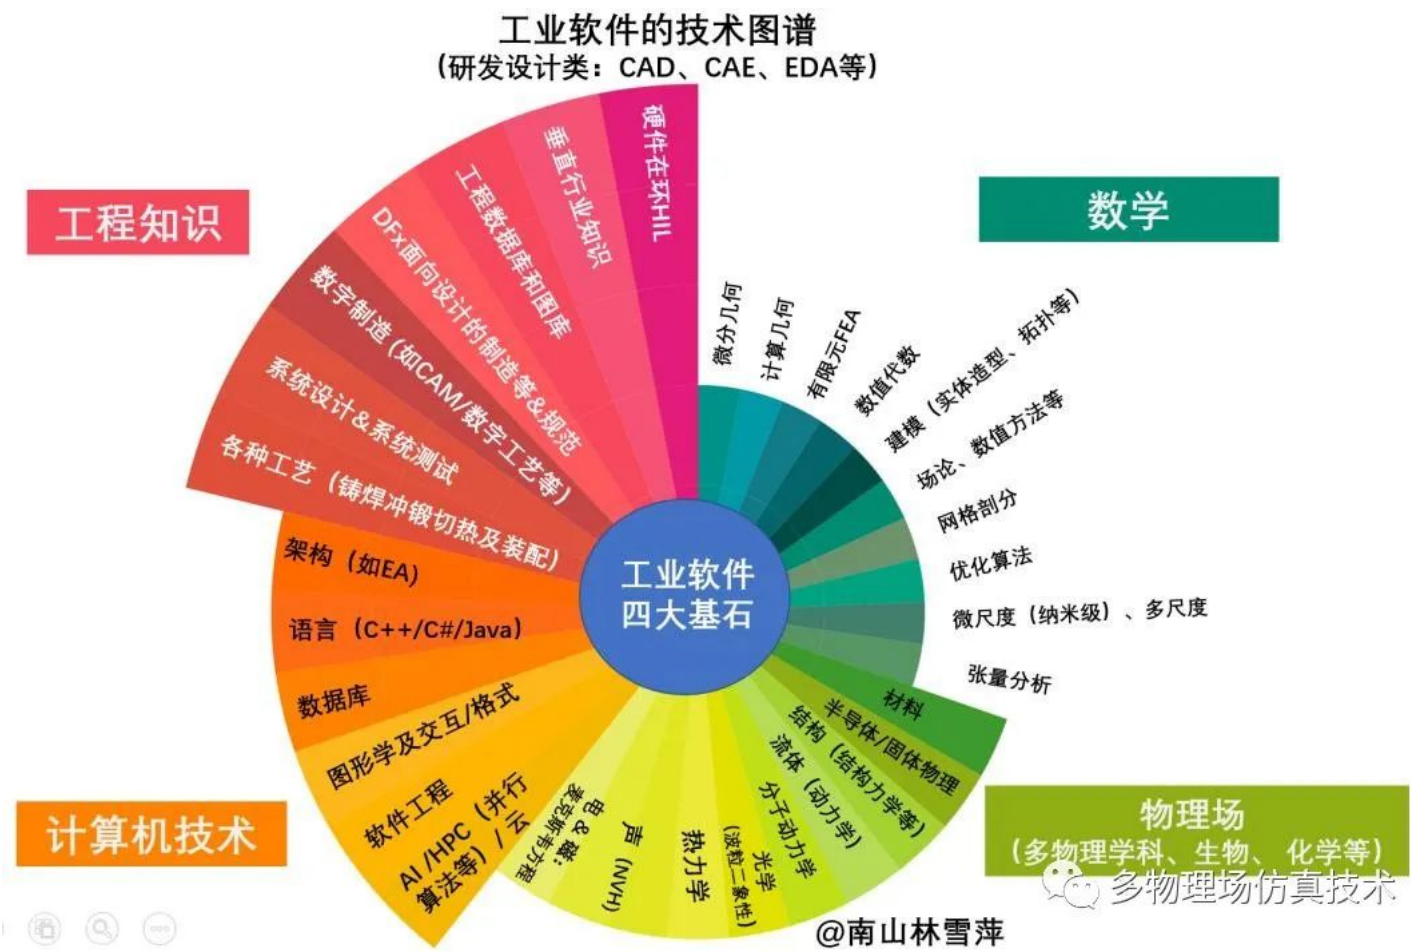 工业软件的技术图谱
（研发设计类：CAD、CAE、EDA等）
工程知识
硬件在环HIL
垂直行业知识
工程数据库和图库
DFx面向设计的制造等&规范
数字制造（如CAM/数字工艺等）
系统设计&系统测试
各种工艺（铸焊冲锻切热及装配）
数学
微分几何
计算几何
有限元FEA
数值代数
建模（实体造型、拓扑等）
场论、数值方法等
网格剖分
优化算法
微尺度（纳米级）、多尺度
张量分析
工业软件
四大基石
计算机技术
架构（如EA）
语言（C++/C#/Java）
数据库
图形学及交互/格式
软件工程
AI /HPC（并行
算法等）/ 云
物理场
（多物理学科、生物、 化学等）
材料
半导体/固体物理
结构（结构力学等）
流体（动力学）
分子动力学
光学
（波粒二象性）
热力学
声（NVH）
电 & 磁：
麦克斯韦方程
多物理场仿真技术
@南山林雪萍